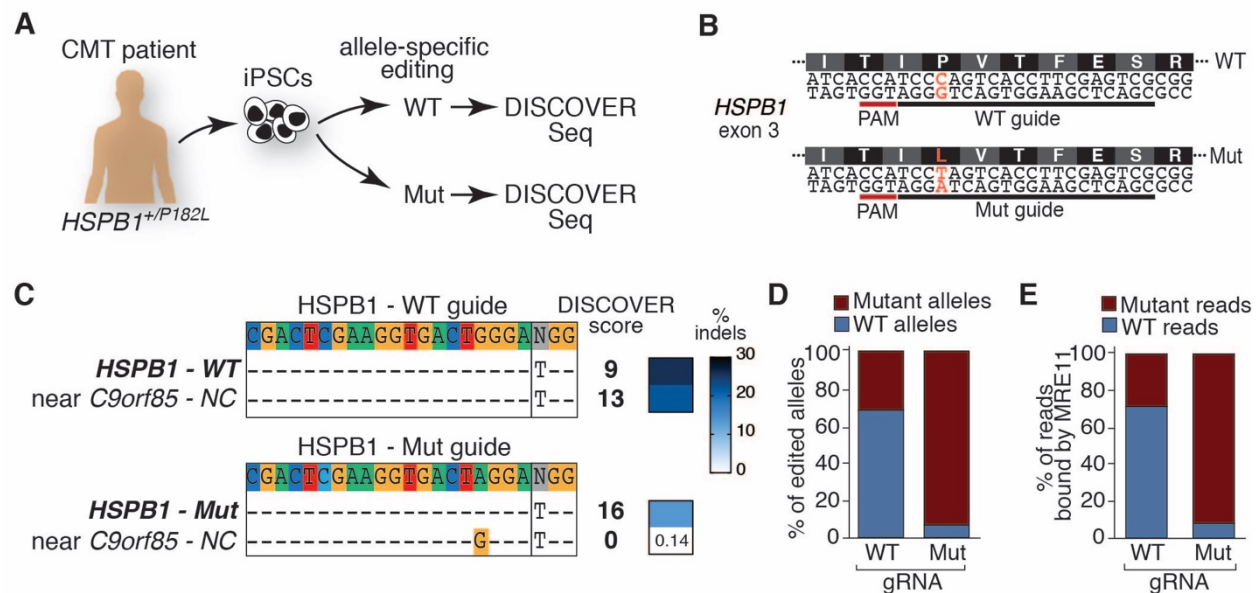 A
CMT patient
HSPB1+/P182L
iPSCs
allele-specific
editing
WT
DISCOVER
Seq
Mut
DISCOVER
Seq
B
HSPB1
exon 3
··· I T I P V T F E S R ··· WT
ATCACCATCCCAGTCACCTTCGAGTCGCGG
TAGTGGTAGGGTCAGTGGAAGCTCAGCGCC
PAM WT guide
··· I T I L V T F E S R ··· Mut
ATCACCATCCTAGTCACCTTCGAGTCGCGG
TAGTGGTAGGATCAGTGGAAGCTCAGCGCC
PAM Mut guide
C
HSPB1 - WT guide
DISCOVER
score
CGACTCGAAGGTGACTGGGANGG
HSPB1 - WT --------------------T-- 9
near C9orf85 - NC --------------------T-- 13
HSPB1 - Mut guide
CGACTCGAAGGTGACTAGGANGG
HSPB1 - Mut --------------------T-- 16
near C9orf85 - NC ----------------G---T-- 0 0.14
%
indels
30
20
10
0
D
Mutant alleles
WT alleles
% of edited alleles
100
80
60
40
20
0
WT Mut
gRNA
E
Mutant reads
WT reads
% of reads
bound by MRE11
100
80
60
40
20
0
WT Mut
gRNA